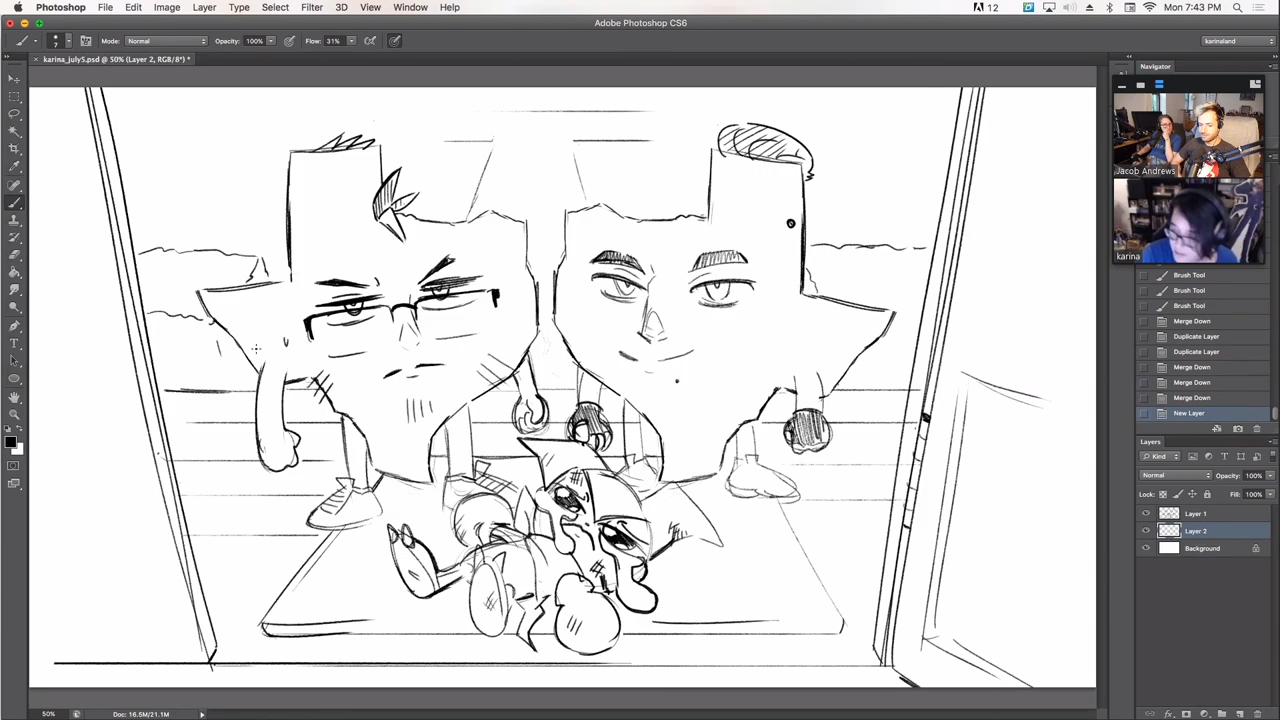 Photoshop File Edit Image Layer Type Select Filter 3D View Window Help 12 Mon 7:43 PM
Adobe Photoshop CS6
7 Mode: Normal Opacity: 100% Flow: 31% karinaland
× karina_july5.psd @ 50% (Layer 2, RGB/8*) *
Navigator
Jacob Andrews
karina
Brush Tool
Brush Tool
Brush Tool
Merge Down
Duplicate Layer
Duplicate Layer
Merge Down
Merge Down
Merge Down
New Layer
Layers
Kind
Normal Opacity: 100%
Lock: Fill: 100%
Layer 1
Layer 2
Background
50% Doc: 16.5M/21.1M